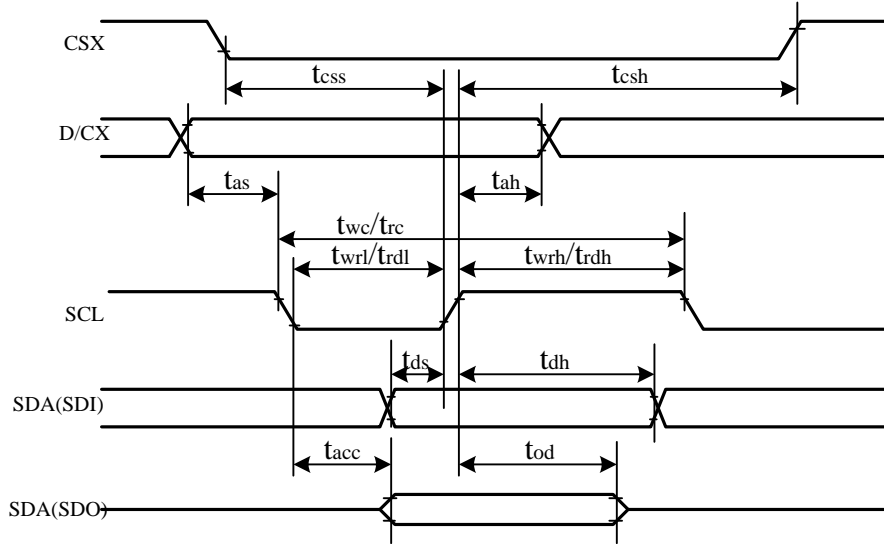 CSX
tcss
tcsh
D/CX
tas
tah
twc/trc
twrl/trdl
twrh/trdh
SCL
tds
tdh
SDA(SDI)
tacc
tod
SDA(SDO)